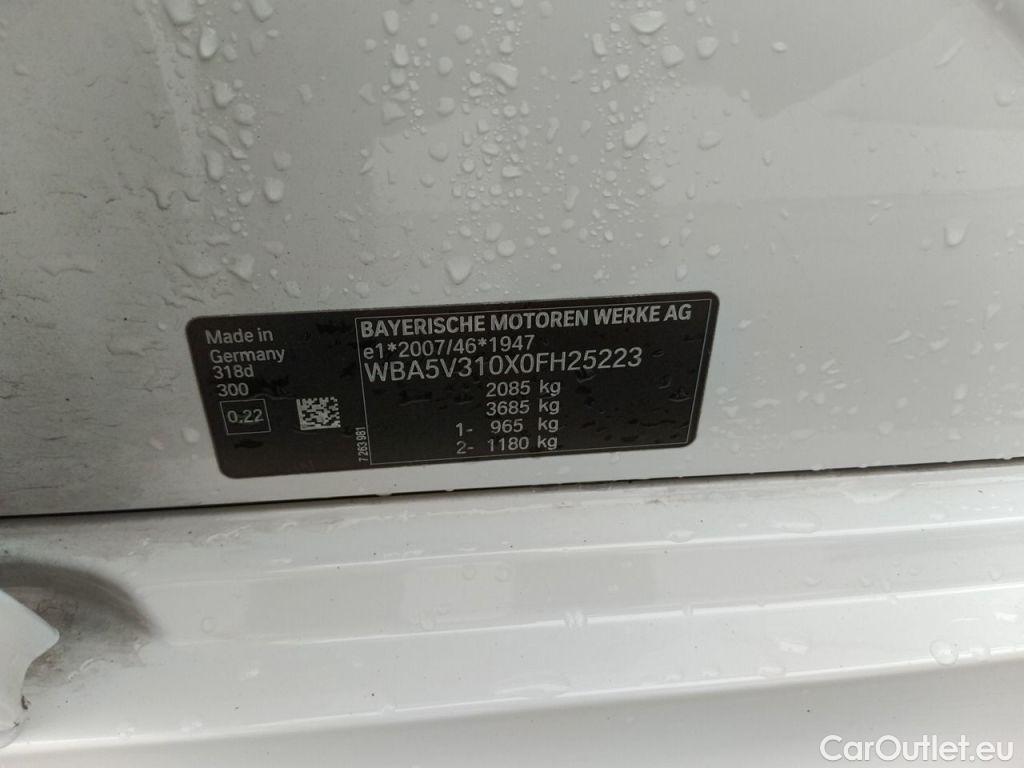 Made in
Germany
318d
300
0.22
7 263 981
BAYERISCHE MOTOREN WERKE AG
e1*2007/46*1947
WBA5V310X0FH25223
2085 kg
3685 kg
1- 965 kg
2- 1180 kg
CarOutlet.eu